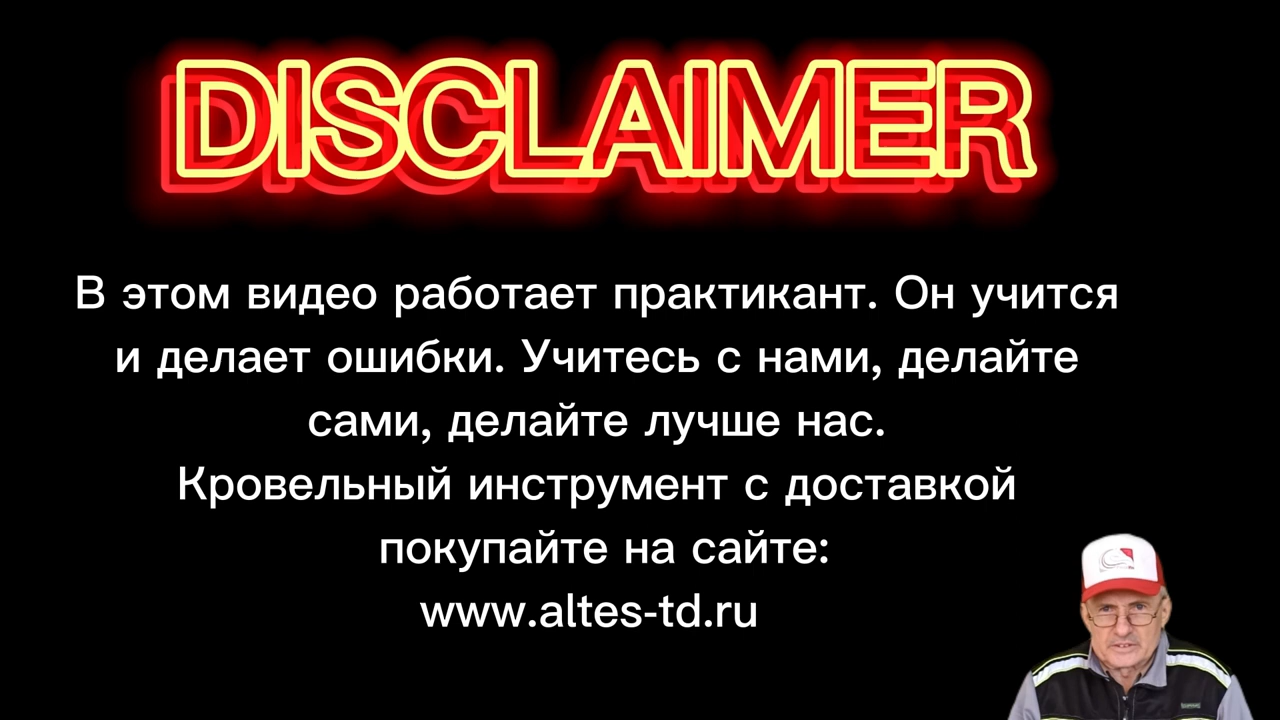 DISCLAIMER
В этом видео работает практикант. Он учится
и делает ошибки. Учитесь с нами, делайте
сами, делайте лучше нас.
Кровельный инструмент с доставкой
покупайте на сайте:
www.altes-td.ru